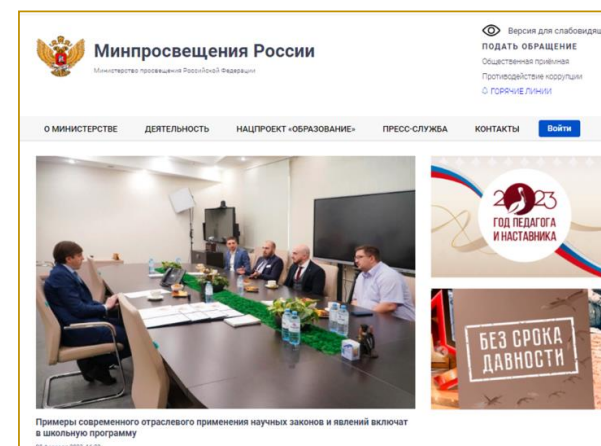 Минпросвещения России
Министерство просвещения Российской Федерации
Версия для слабовидящ
ПОДАТЬ ОБРАЩЕНИЕ
Общественная приёмная
Противодействие коррупции
ГОРЯЧИЕ ЛИНИИ
О МИНИСТЕРСТВЕ ДЕЯТЕЛЬНОСТЬ НАЦПРОЕКТ «ОБРАЗОВАНИЕ» ПРЕСС-СЛУЖБА КОНТАКТЫ Войти
2023
ГОД ПЕДАГОГА
И НАСТАВНИКА
БЕЗ СРОКА
ДАВНОСТИ
Примеры современного отраслевого применения научных законов и явлений включат
в школьную программу